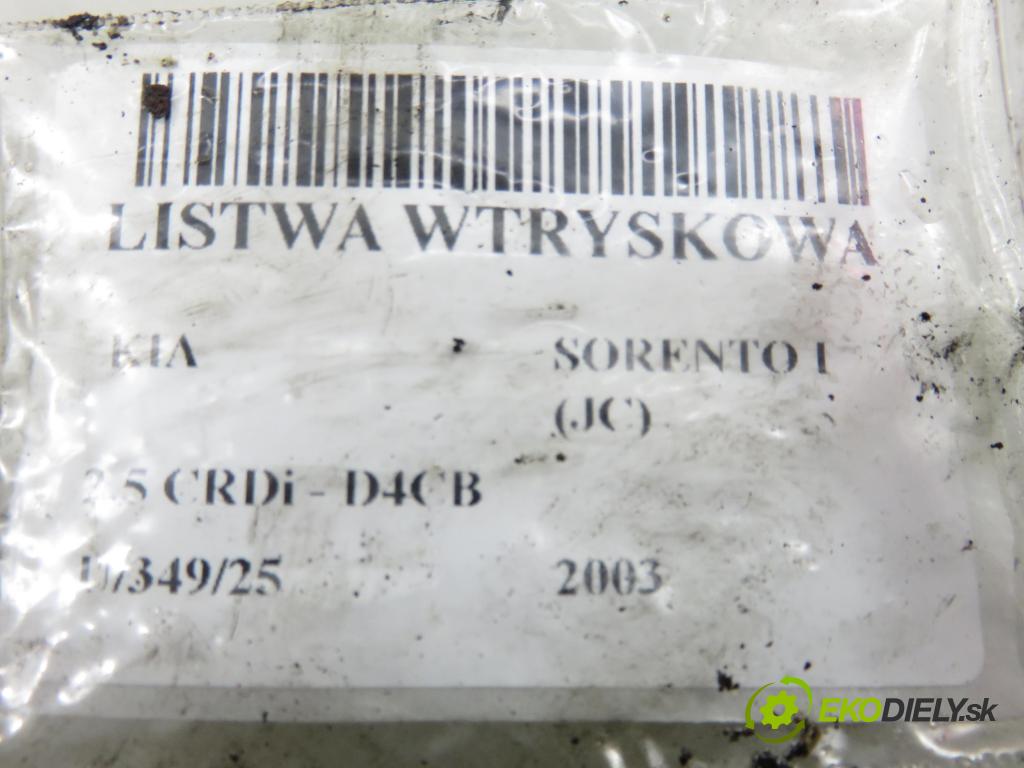 LISTWA WTRYSKOWA
KIA SORENTO I
(JC)
2.5 CRDi - D4CB
/349/25 2003
EKODIELY.sk